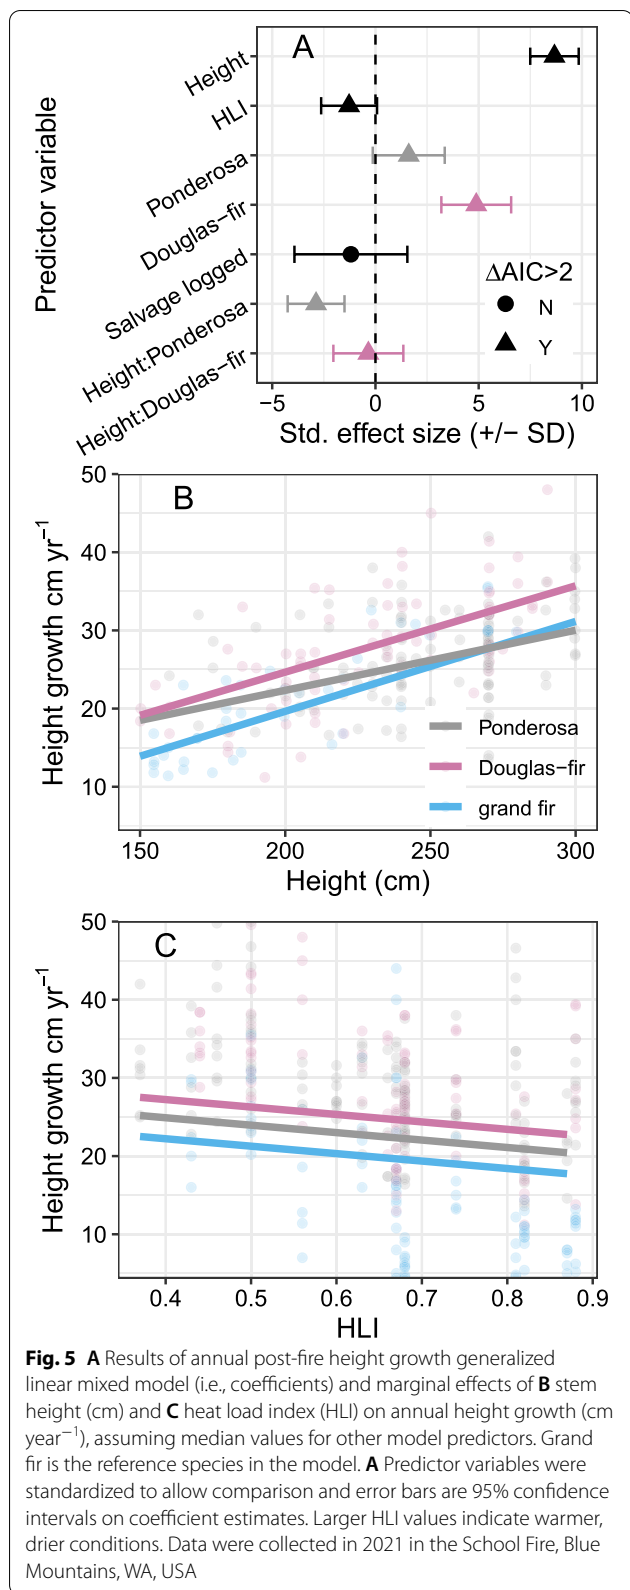 A
Predictor variable
Height
HLI
Ponderosa
Douglas−fir
Salvage logged
Height:Ponderosa
Height:Douglas−fir
ΔAIC>2
N
Y
−5 0 5 10
Std. effect size (+/− SD)
B
Height growth cm yr⁻¹
50
40
30
20
10
Ponderosa
Douglas−fir
grand fir
150 200 250 300
Height (cm)
C
Height growth cm yr⁻¹
50
40
30
20
10
0.4 0.5 0.6 0.7 0.8 0.9
HLI
Fig. 5 A Results of annual post-fire height growth generalized
linear mixed model (i.e., coefficients) and marginal effects of B stem
height (cm) and C heat load index (HLI) on annual height growth (cm
year⁻¹), assuming median values for other model predictors. Grand
fir is the reference species in the model. A Predictor variables were
standardized to allow comparison and error bars are 95% confidence
intervals on coefficient estimates. Larger HLI values indicate warmer,
drier conditions. Data were collected in 2021 in the School Fire, Blue
Mountains, WA, USA